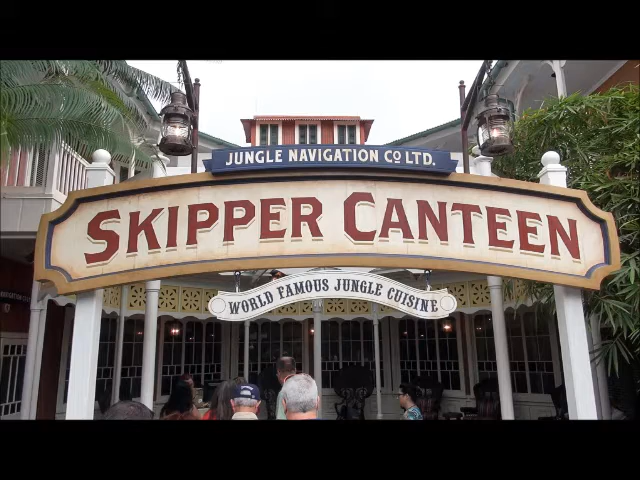 JUNGLE NAVIGATION CO LTD.
SKIPPER CANTEEN
WORLD FAMOUS JUNGLE CUISINE